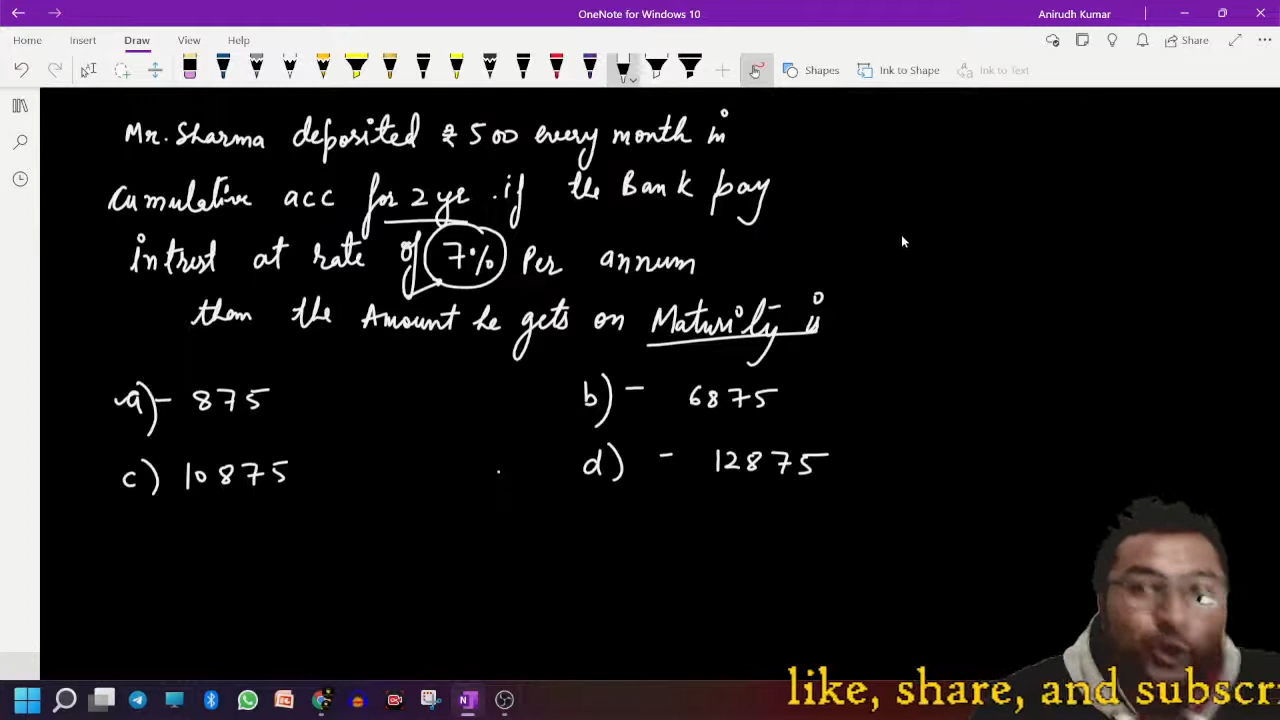 OneNote for Windows 10
Anirudh Kumar
Home Insert Draw View Help
Share
Shapes Ink to Shape Ink to Text
Mr. Sharma deposited ₹ 500 every month in
Cumulative acc for 2 yr. if the Bank pay
intrest at rate of 7% Per annum
then the Amount he gets on Maturity is
a) - 875
b) - 6875
c) 10875
d) - 12875
like, share, and subscr